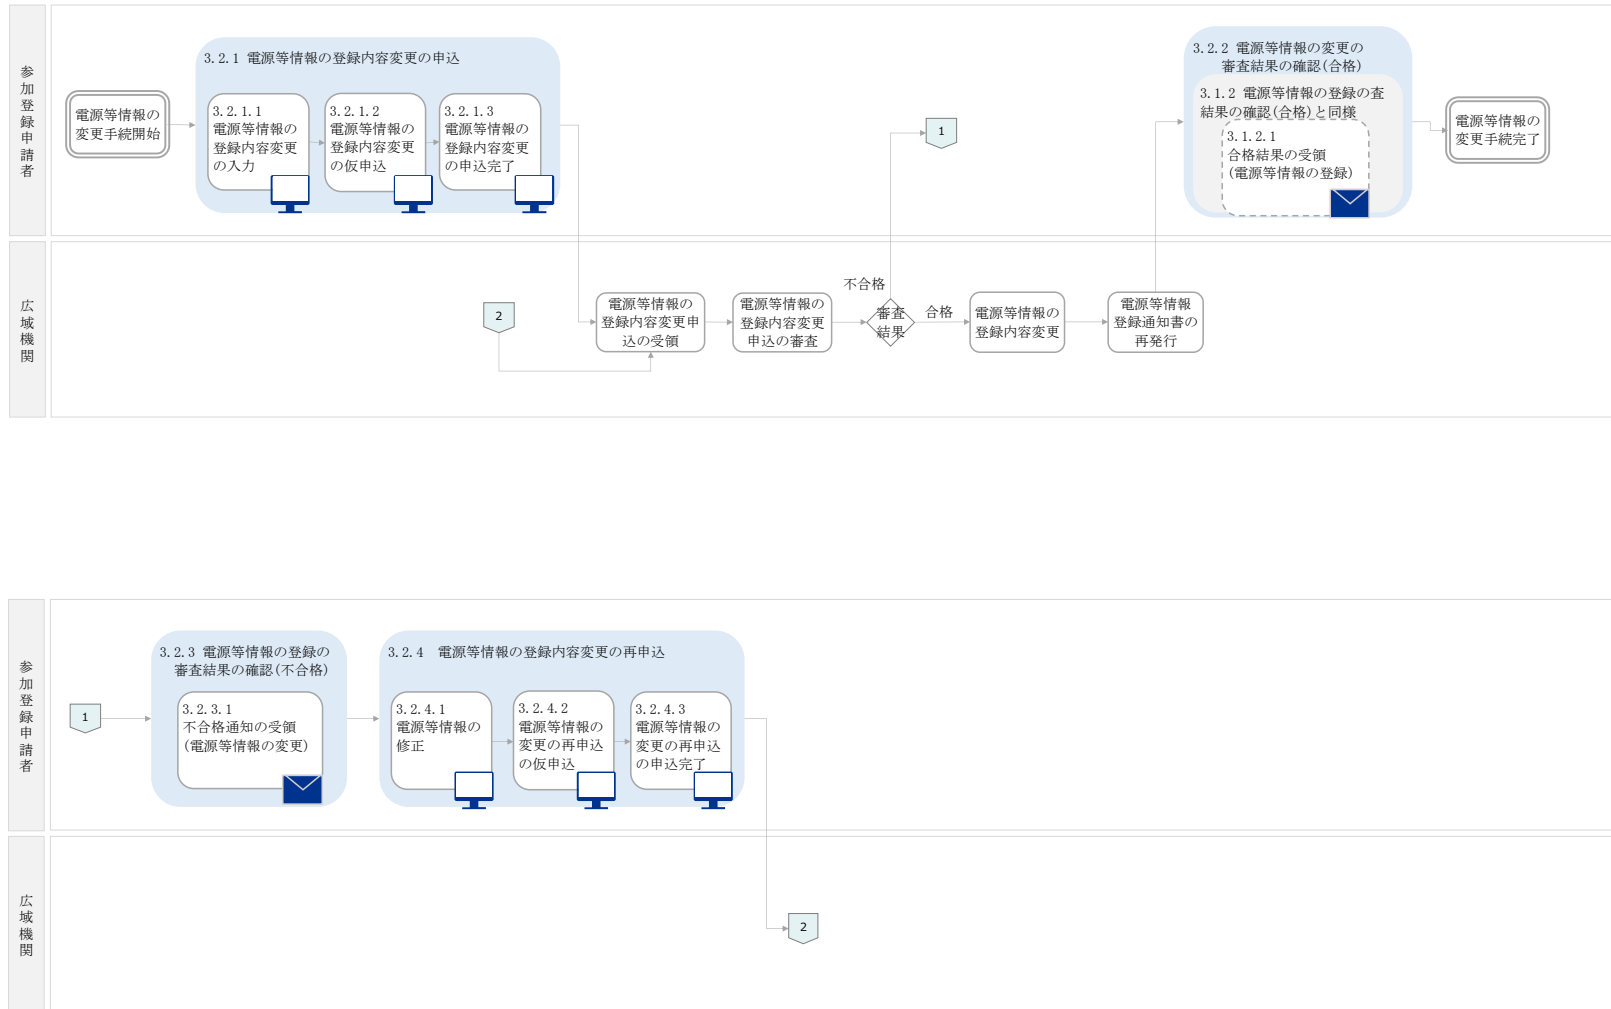 参加登録申請者
電源等情報の
変更手続開始
3.2.1 電源等情報の登録内容変更の申込
3.2.1.1
電源等情報の
登録内容変更
の入力
3.2.1.2
電源等情報の
登録内容変更
の仮申込
3.2.1.3
電源等情報の
登録内容変更
の申込完了
1
3.2.2 電源等情報の変更の
審査結果の確認(合格)
3.1.2 電源等情報の登録の査
結果の確認(合格)と同様
3.1.2.1
合格結果の受領
(電源等情報の登録)
電源等情報の
変更手続完了
広域機関
2
電源等情報の
登録内容変更申
込の受領
電源等情報の
登録内容変更
申込の審査
不合格
審査
結果
合格
電源等情報の
登録内容変更
電源等情報
登録通知書の
再発行
参加登録申請者
1
3.2.3 電源等情報の登録の
審査結果の確認(不合格)
3.2.3.1
不合格通知の受領
(電源等情報の変更)
3.2.4 電源等情報の登録内容変更の再申込
3.2.4.1
電源等情報の
修正
3.2.4.2
電源等情報の
変更の再申込
の仮申込
3.2.4.3
電源等情報の
変更の再申込
の申込完了
広域機関
2